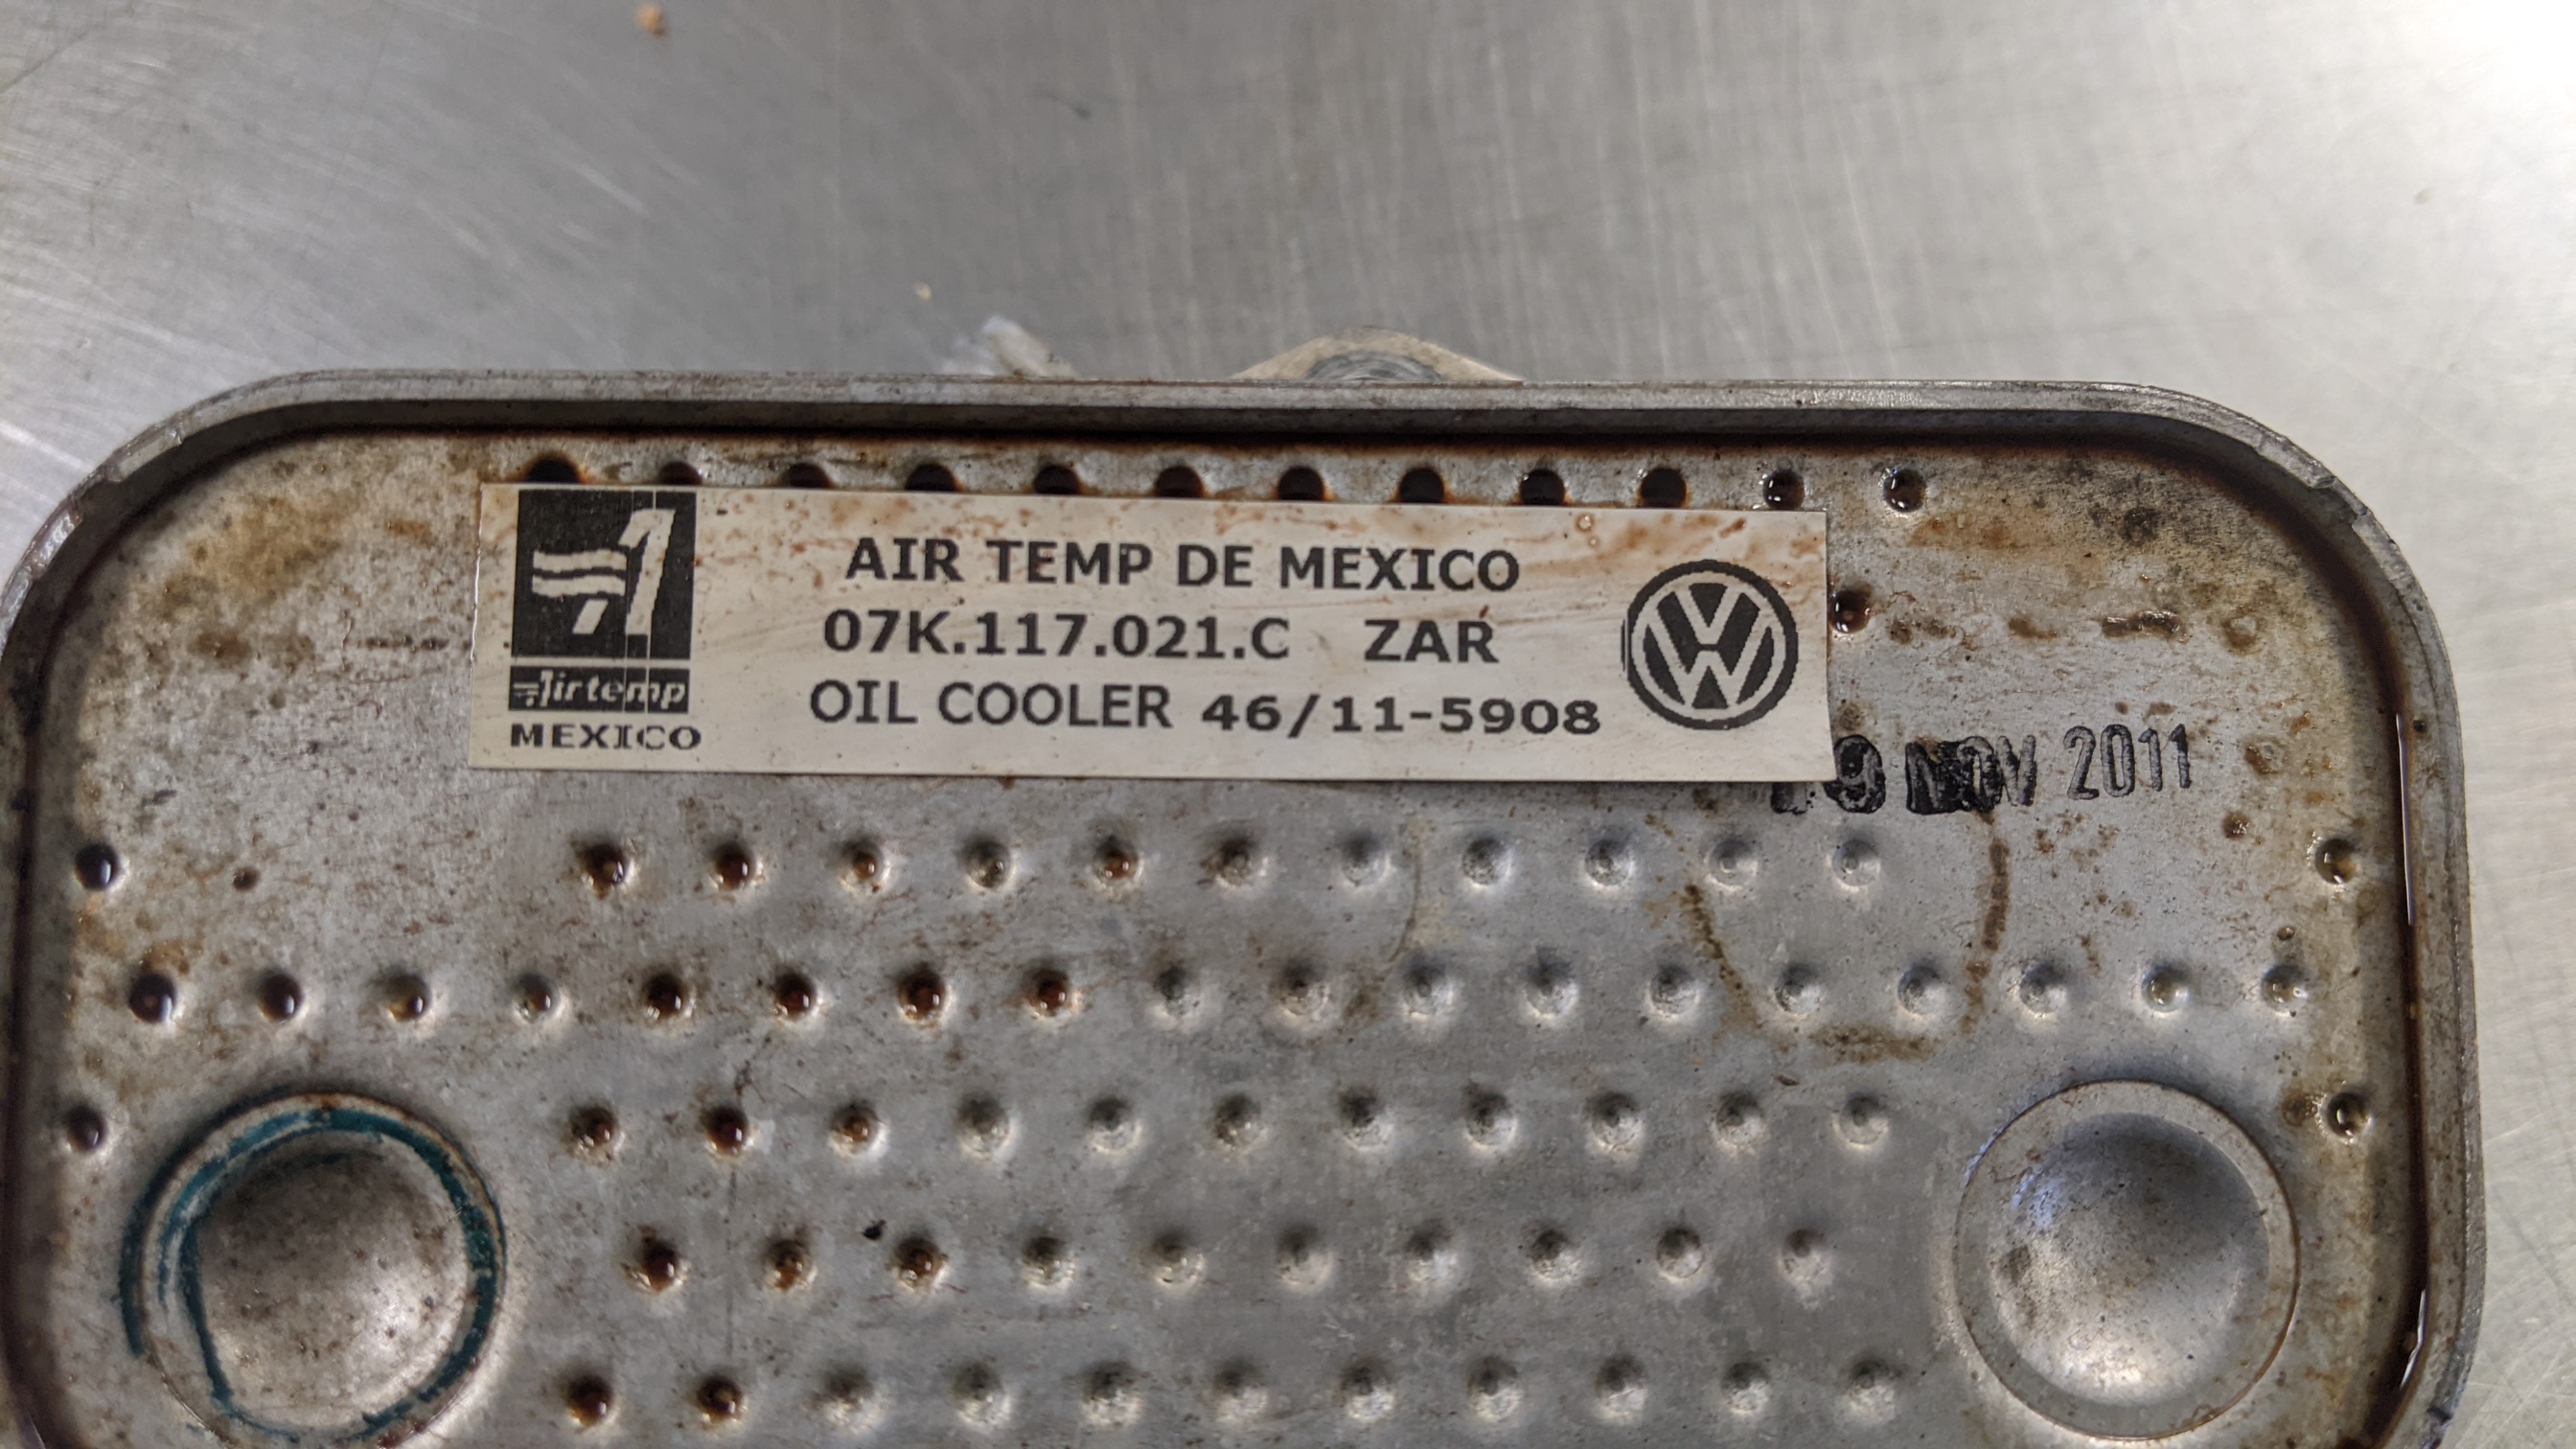 AIR TEMP DE MEXICO
07K.117.021.C ZAR
OIL COOLER 46/11-5908
Airtemp
MEXICO
NOV 2011